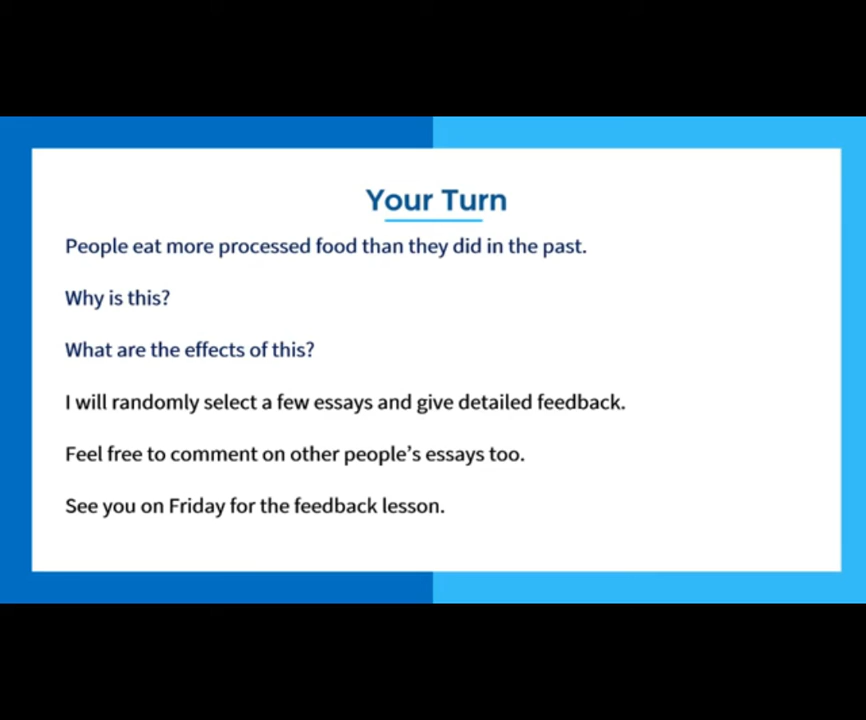 Your Turn
People eat more processed food than they did in the past.
Why is this?
What are the effects of this?
I will randomly select a few essays and give detailed feedback.
Feel free to comment on other people’s essays too.
See you on Friday for the feedback lesson.